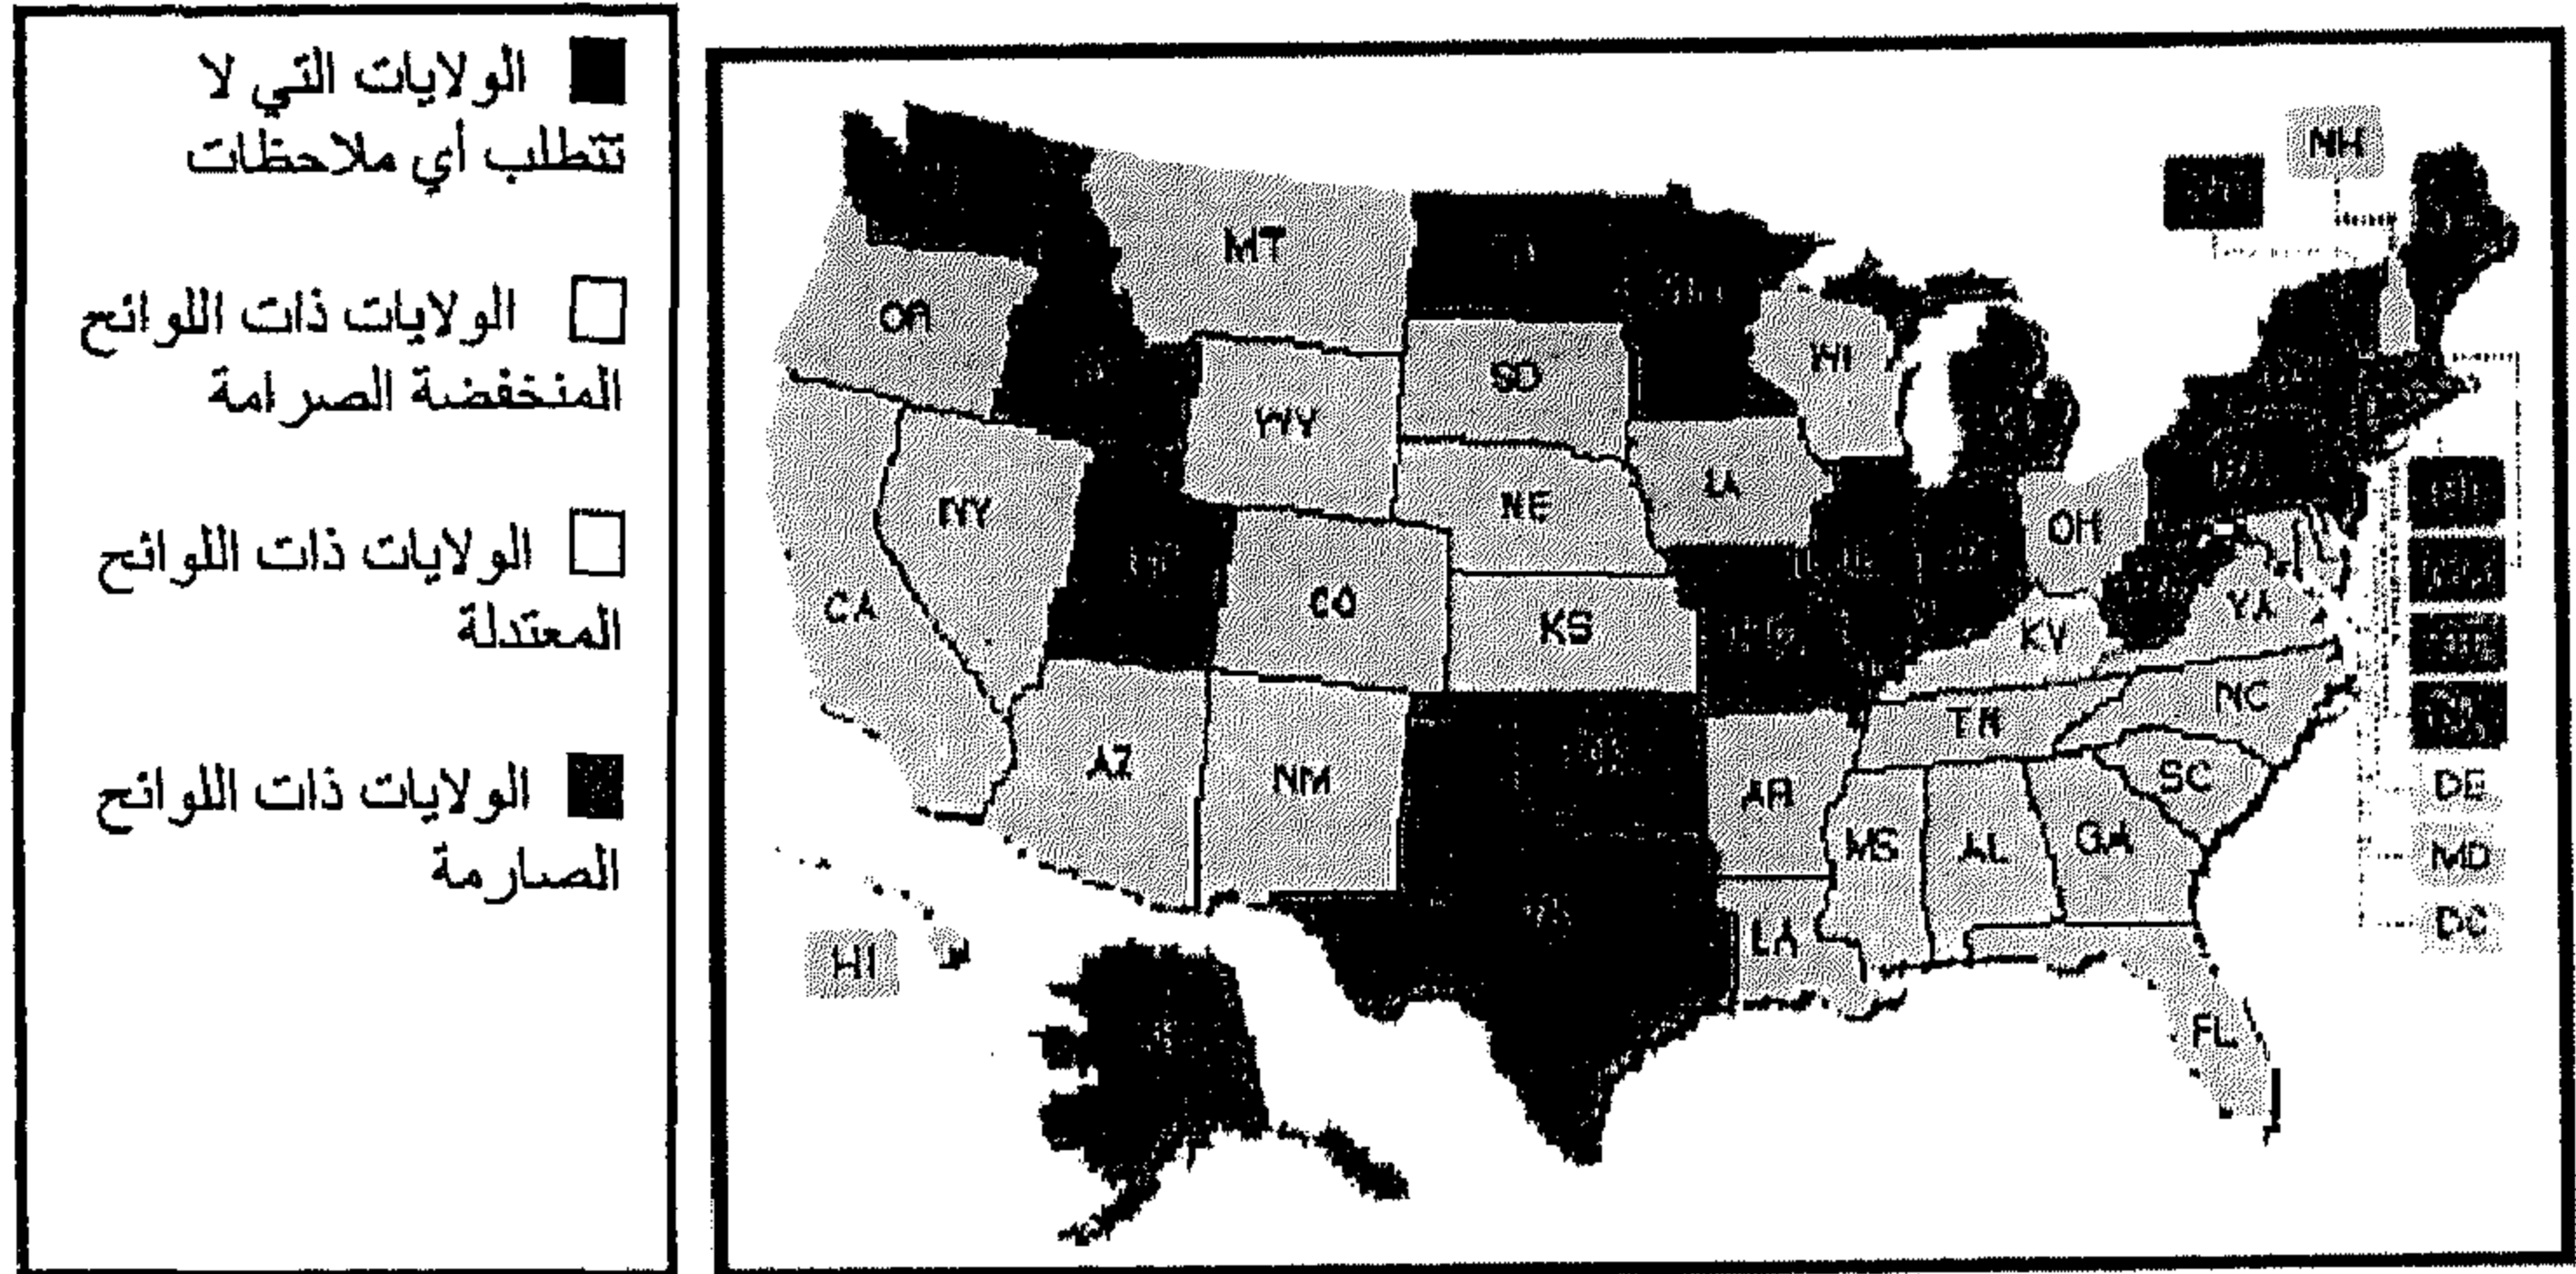 الولايات التي لا
تتطلب أي ملاحظات
الولايات ذات اللوائح
المنخفضة الصرامة
الولايات ذات اللوائح
المعتدلة
الولايات ذات اللوائح
الصارمة
NH
MT
OR
WI
SD
WY
IA
NE
NV
OH
CA
CO
KS
VA
KY
NC
TN
AZ
NM
SC
AR
MS
AL
GA
DE
MD
DC
LA
HI
FL